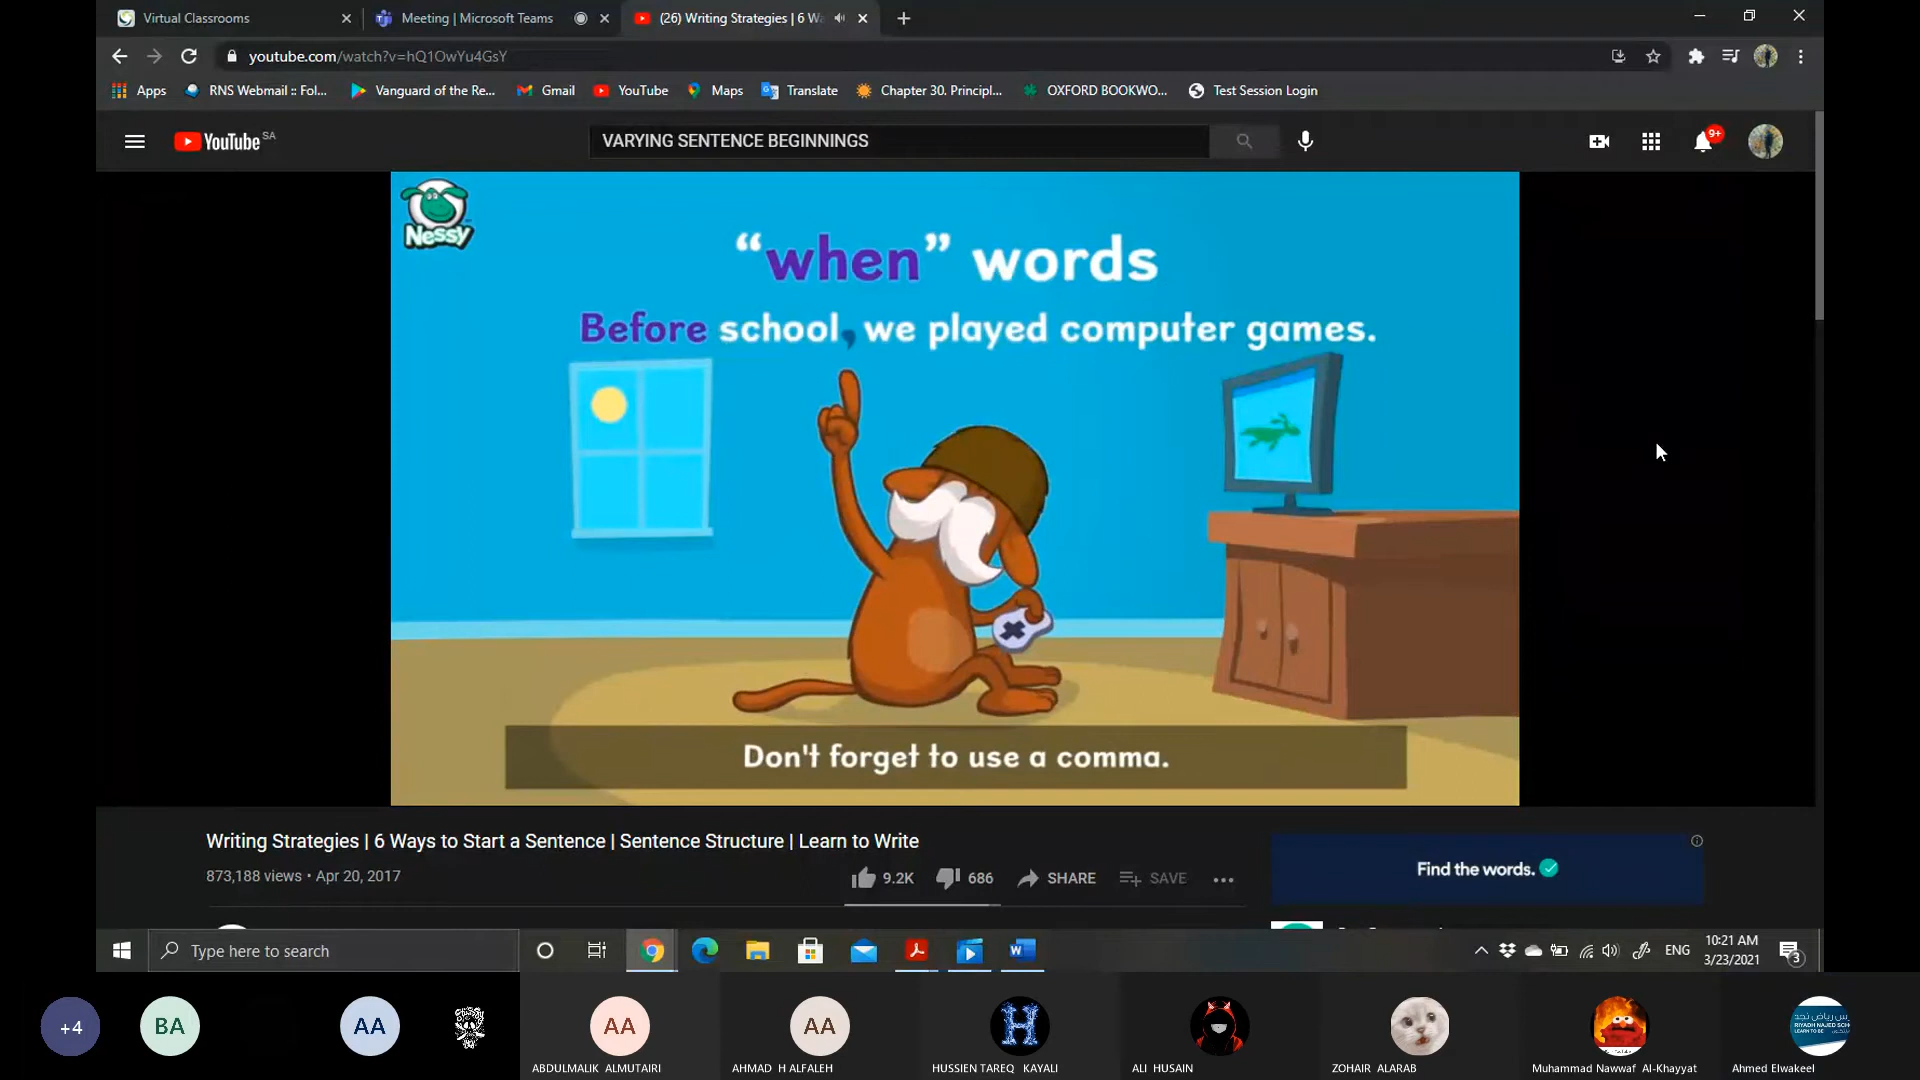 Virtual Classrooms
Meeting | Microsoft Teams
(26) Writing Strategies | 6 Wa
youtube.com/watch?v=hQ1OwYu4GsY
Apps
RNS Webmail :: Fol...
Vanguard of the Re...
Gmail
YouTube
Maps
Translate
Chapter 30. Principl...
OXFORD BOOKWO...
Test Session Login
YouTube SA
VARYING SENTENCE BEGINNINGS
9+
Nessy
“when” words
Before school, we played computer games.
Don't forget to use a comma.
Writing Strategies | 6 Ways to Start a Sentence | Sentence Structure | Learn to Write
873,188 views • Apr 20, 2017
9.2K
686
SHARE
SAVE
Find the words.
Type here to search
ENG
10:21 AM
3/23/2021
3
+4
BA
AA
AA
AA
H
ABDULMALIK ALMUTAIRI
AHMAD H ALFALEH
HUSSIEN TAREQ KAYALI
ALI HUSAIN
ZOHAIR ALARAB
Muhammad Nawwaf Al-Khayyat
Ahmed Elwakeel